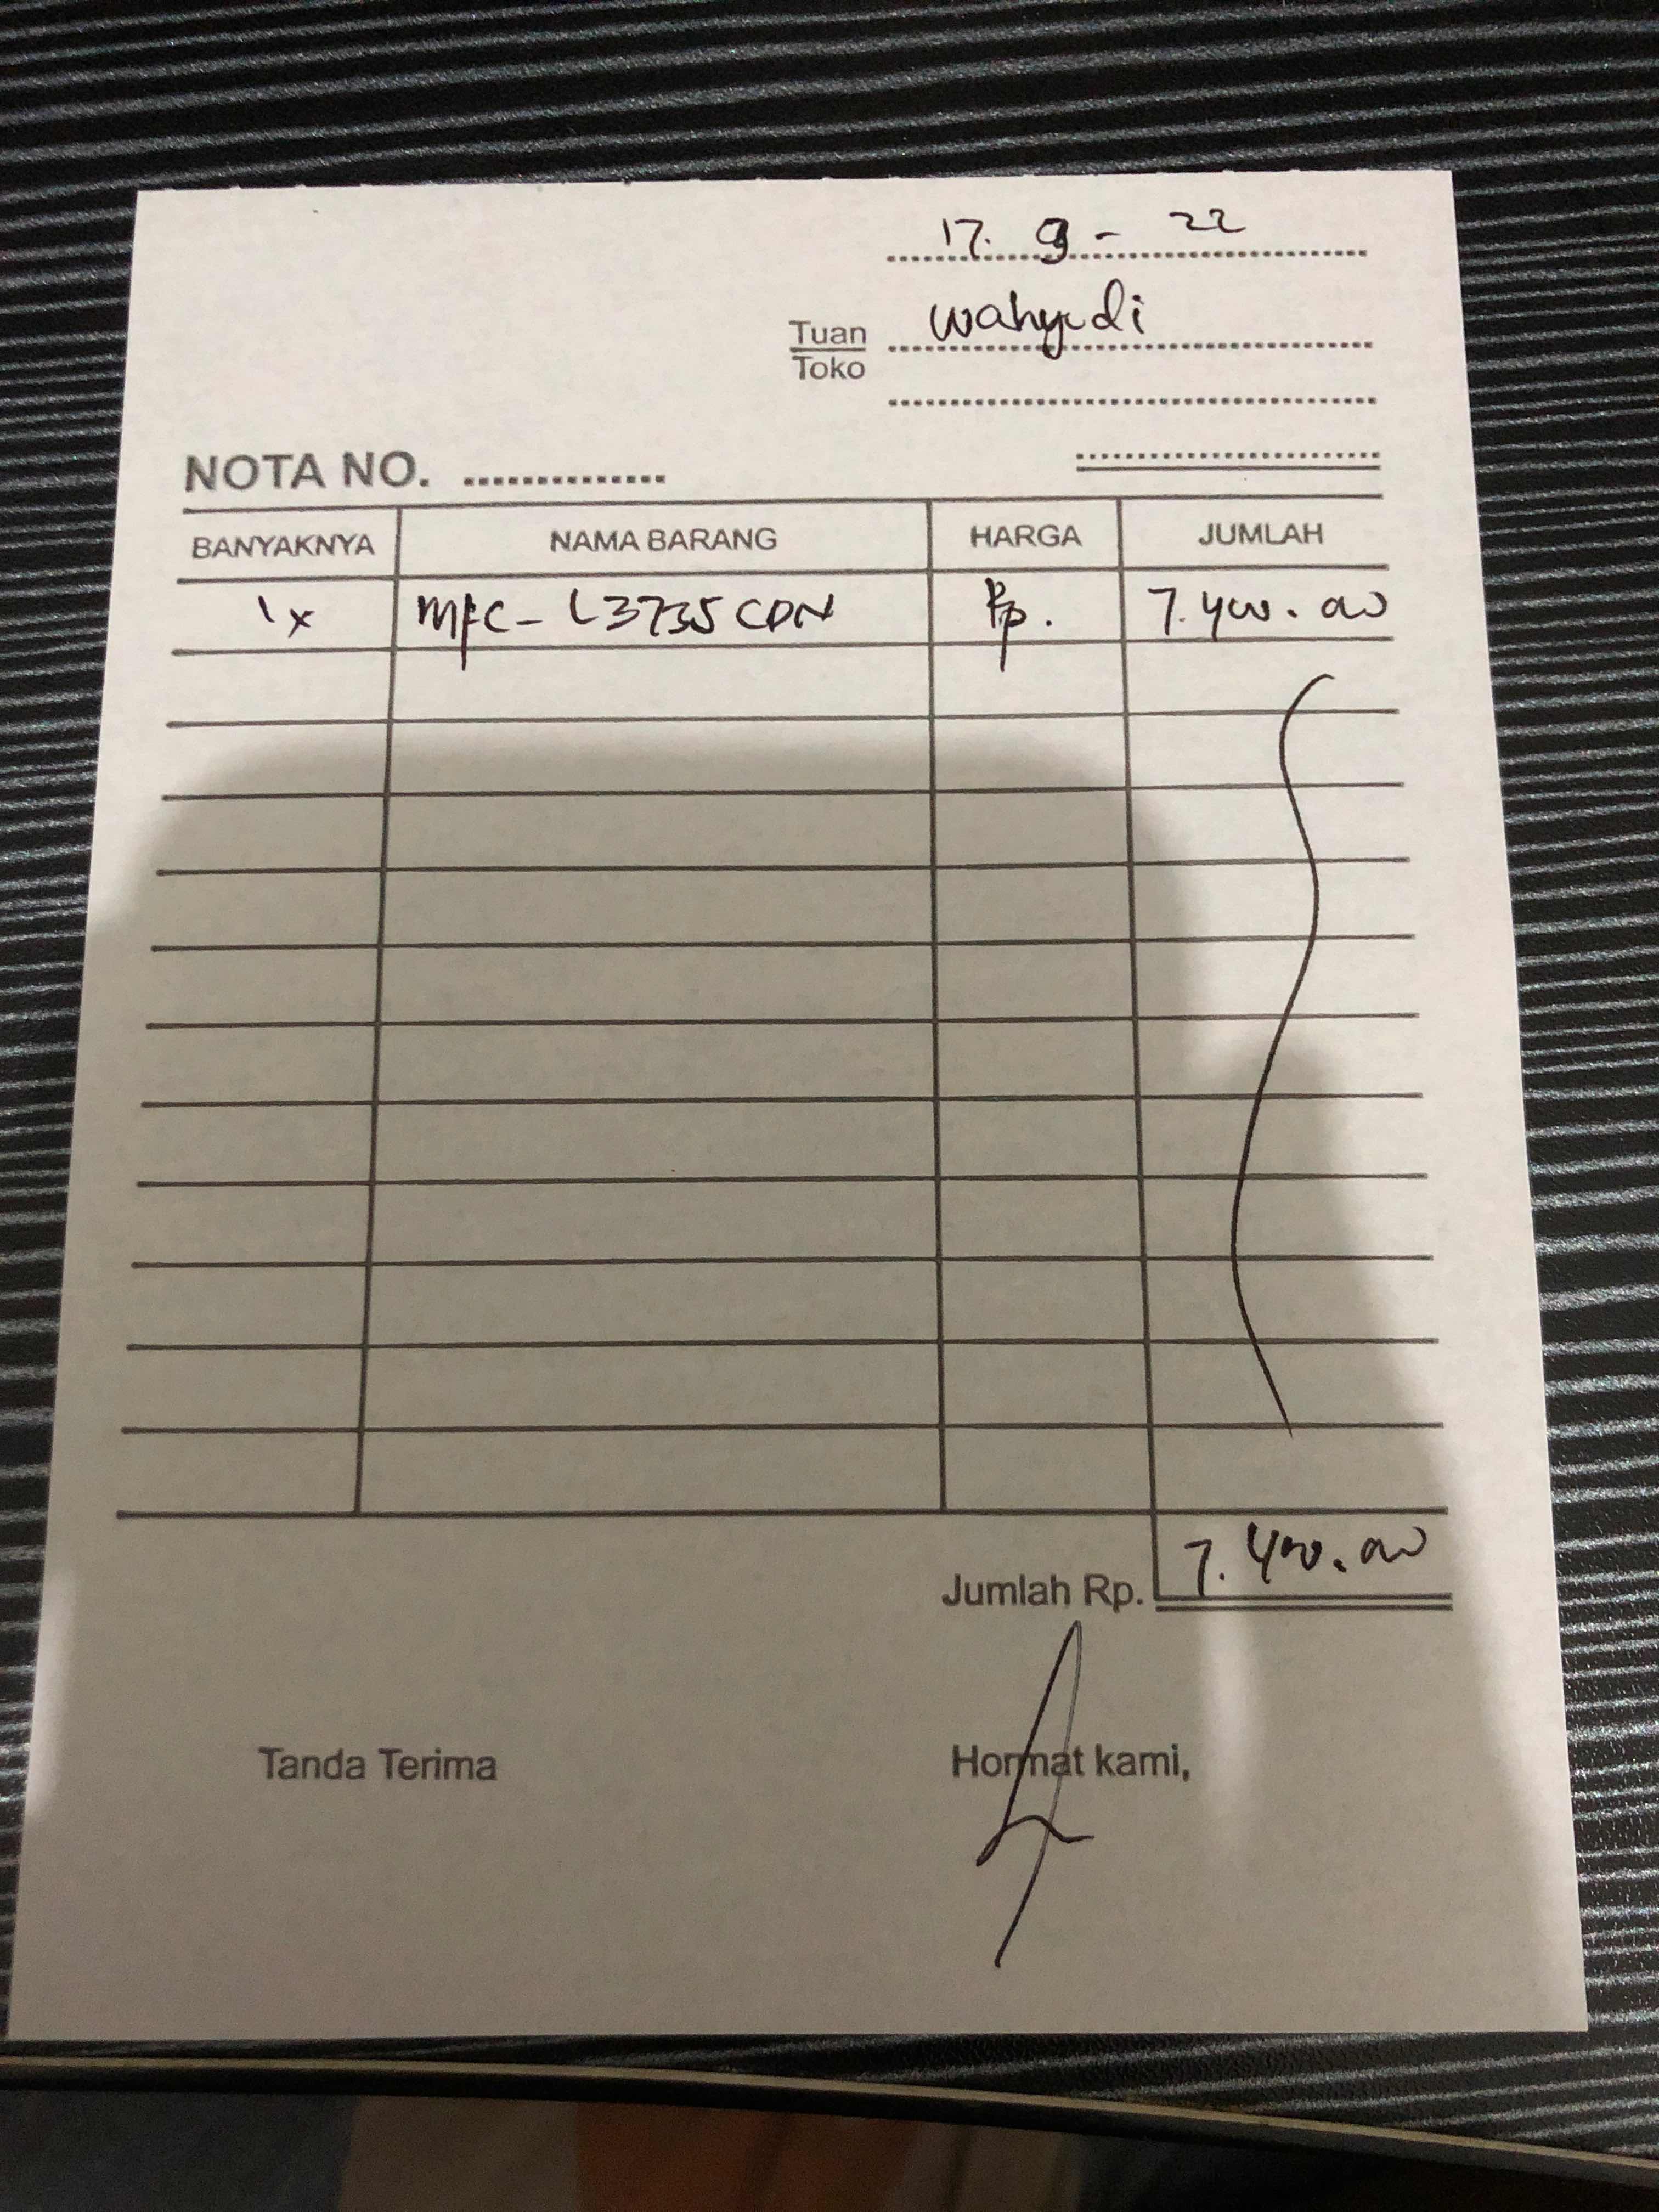 17. 9 - 22
Tuan wahyudi
Toko
NOTA NO. ..............
BANYAKNYA NAMA BARANG HARGA JUMLAH
1x MFC-L3735 CDN Rp. 7.400.000
Jumlah Rp. 7.400.000
Tanda Terima Hormat kami,